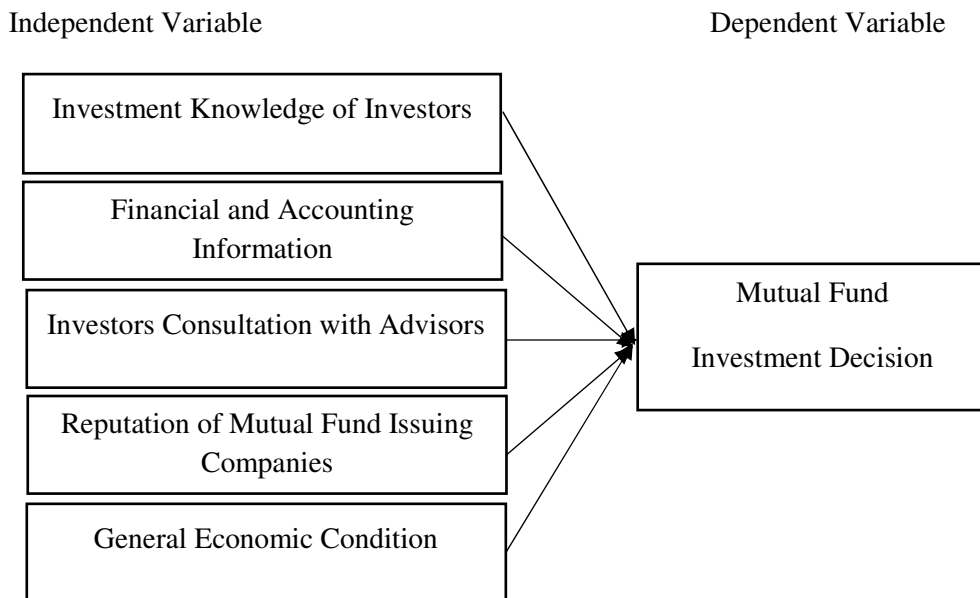 Independent Variable
Dependent Variable
Investment Knowledge of Investors
Financial and Accounting
Information
Investors Consultation with Advisors
Reputation of Mutual Fund Issuing
Companies
General Economic Condition
Mutual Fund
Investment Decision